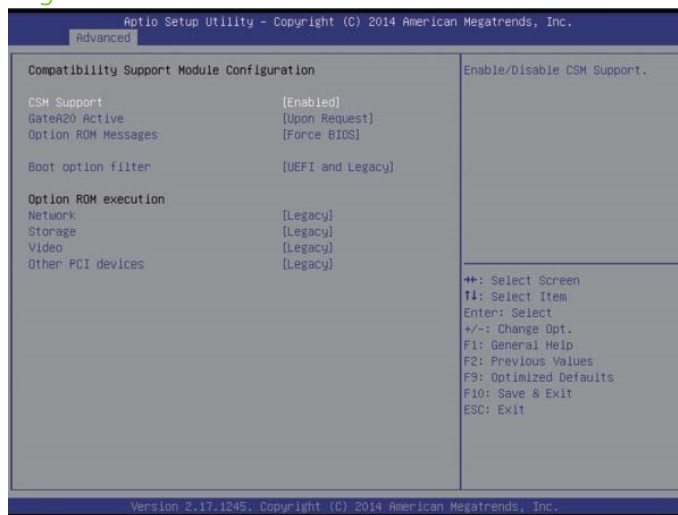 Aptio Setup Utility – Copyright (C) 2014 American Megatrends, Inc.
Advanced
Compatibility Support Module Configuration
CSM Support [Enabled]
GateA20 Active [Upon Request]
Option ROM Messages [Force BIOS]
Boot option filter [UEFI and Legacy]
Option ROM execution
Network [Legacy]
Storage [Legacy]
Video [Legacy]
Other PCI devices [Legacy]
Enable/Disable CSM Support.
→←: Select Screen
↑↓: Select Item
Enter: Select
+/-: Change Opt.
F1: General Help
F2: Previous Values
F9: Optimized Defaults
F10: Save & Exit
ESC: Exit
Version 2.17.1245. Copyright (C) 2014 American Megatrends, Inc.